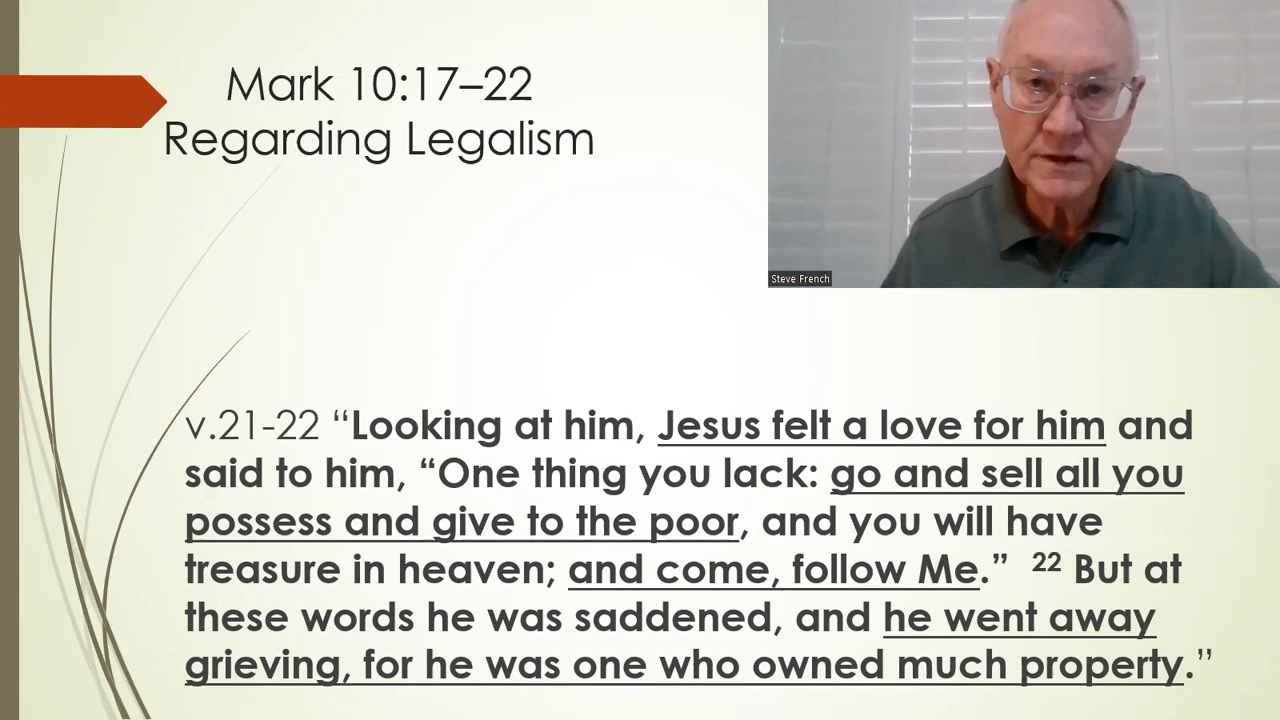 Mark 10:17–22
Regarding Legalism
Steve French
v.21-22 “Looking at him, Jesus felt a love for him and
said to him, “One thing you lack: go and sell all you
possess and give to the poor, and you will have
treasure in heaven; and come, follow Me.” 22 But at
these words he was saddened, and he went away
grieving, for he was one who owned much property.”